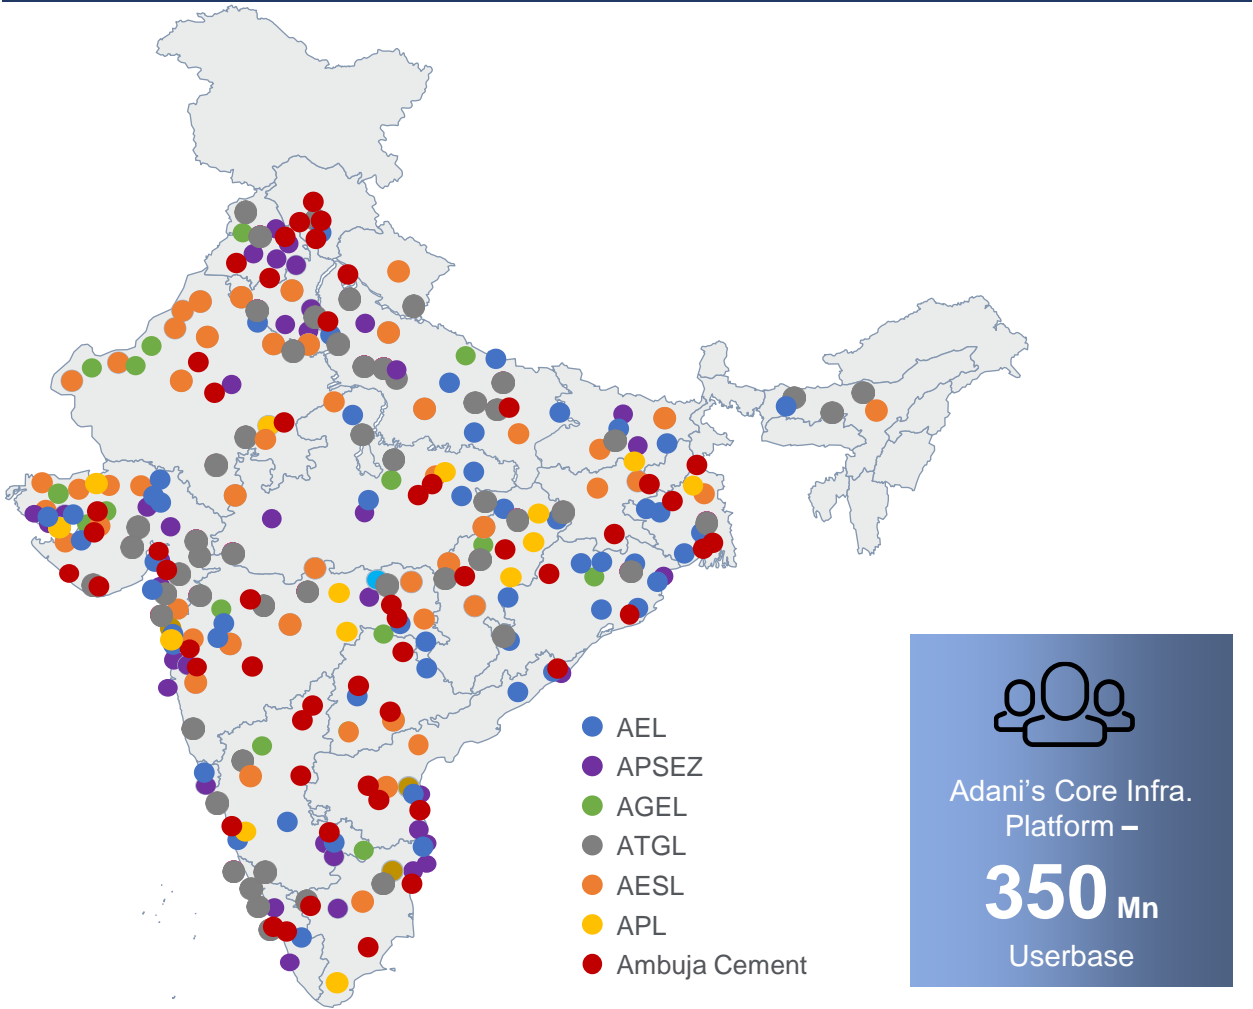 AEL
APSEZ
AGEL
ATGL
AESL
APL
Ambuja Cement
Adani’s Core Infra.
Platform –
350 Mn
Userbase